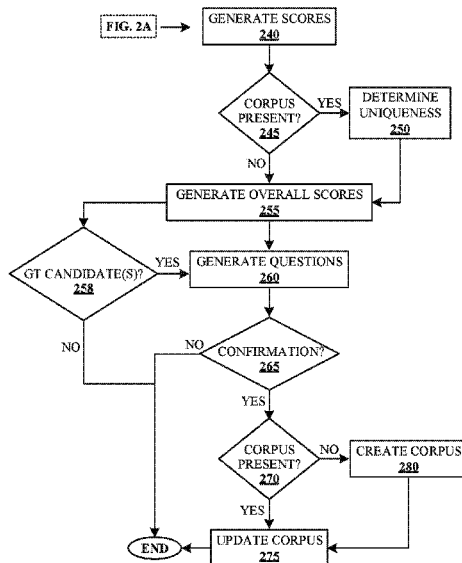 FIG. 2A
GENERATE SCORES
240
CORPUS
PRESENT?
245
YES
DETERMINE
UNIQUENESS
250
NO
GENERATE OVERALL SCORES
255
GT CANDIDATE(S)?
258
YES
GENERATE QUESTIONS
260
NO
NO
CONFIRMATION?
265
YES
CORPUS
PRESENT?
270
NO
CREATE CORPUS
280
YES
END
UPDATE CORPUS
275